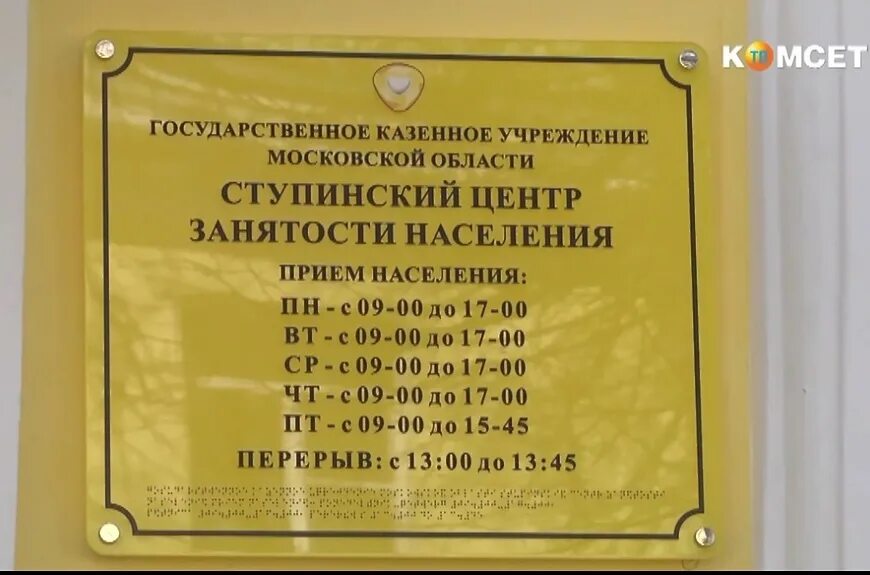 КОМСЕТ
ТВ
ГОСУДАРСТВЕННОЕ КАЗЕННОЕ УЧРЕЖДЕНИЕ
МОСКОВСКОЙ ОБЛАСТИ
СТУПИНСКИЙ ЦЕНТР
ЗАНЯТОСТИ НАСЕЛЕНИЯ
ПРИЕМ НАСЕЛЕНИЯ:
ПН - с 09-00 до 17-00
ВТ - с 09-00 до 17-00
СР - с 09-00 до 17-00
ЧТ - с 09-00 до 17-00
ПТ - с 09-00 до 15-45
ПЕРЕРЫВ: с 13:00 до 13:45